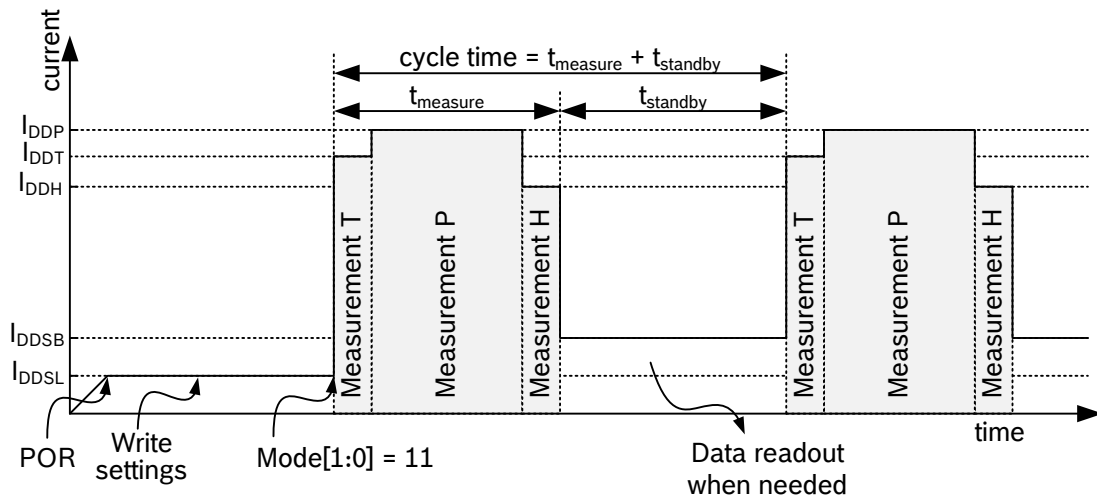 current
cycle time = tmeasure + tstandby
tmeasure
tstandby
IDDP
IDDT
IDDH
IDDSB
IDDSL
Measurement T
Measurement P
Measurement H
Measurement T
Measurement P
Measurement H
POR
Write
settings
Mode[1:0] = 11
Data readout
when needed
time